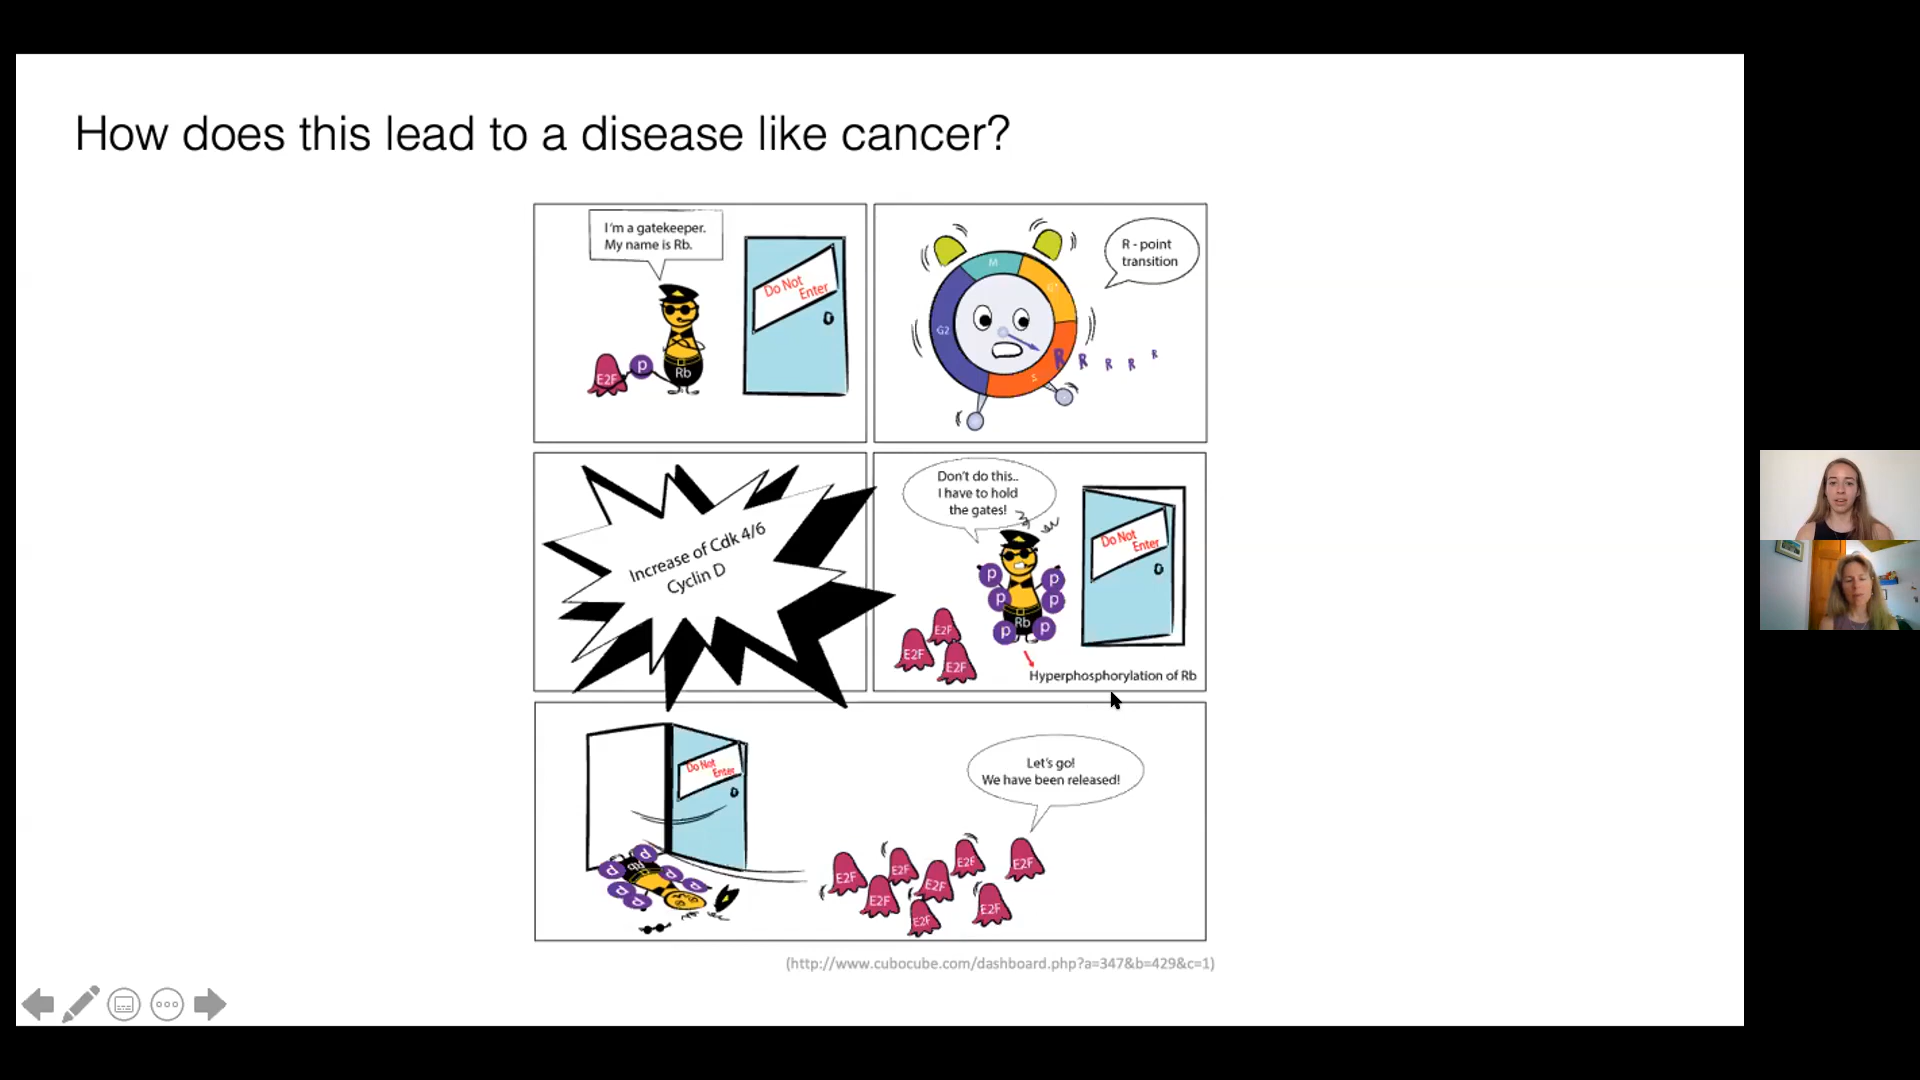 How does this lead to a disease like cancer?
I'm a gatekeeper.
My name is Rb.
Do Not
Enter
E2F
p
Rb
R - point
transition
M
G1
G2
S
R R R R R
Increase of Cdk 4/6
Cyclin D
Don't do this..
I have to hold
the gates!
Do Not
Enter
p
p
p
p
Rb
p
p
E2F
E2F
E2F
Hyperphosphorylation of Rb
Let's go!
We have been released!
Do Not
Enter
p
p
Rb
p
p
p
p
E2F
E2F
E2F
E2F
E2F
E2F
E2F
E2F
(http://www.cubocube.com/dashboard.php?a=347&b=429&c=1)